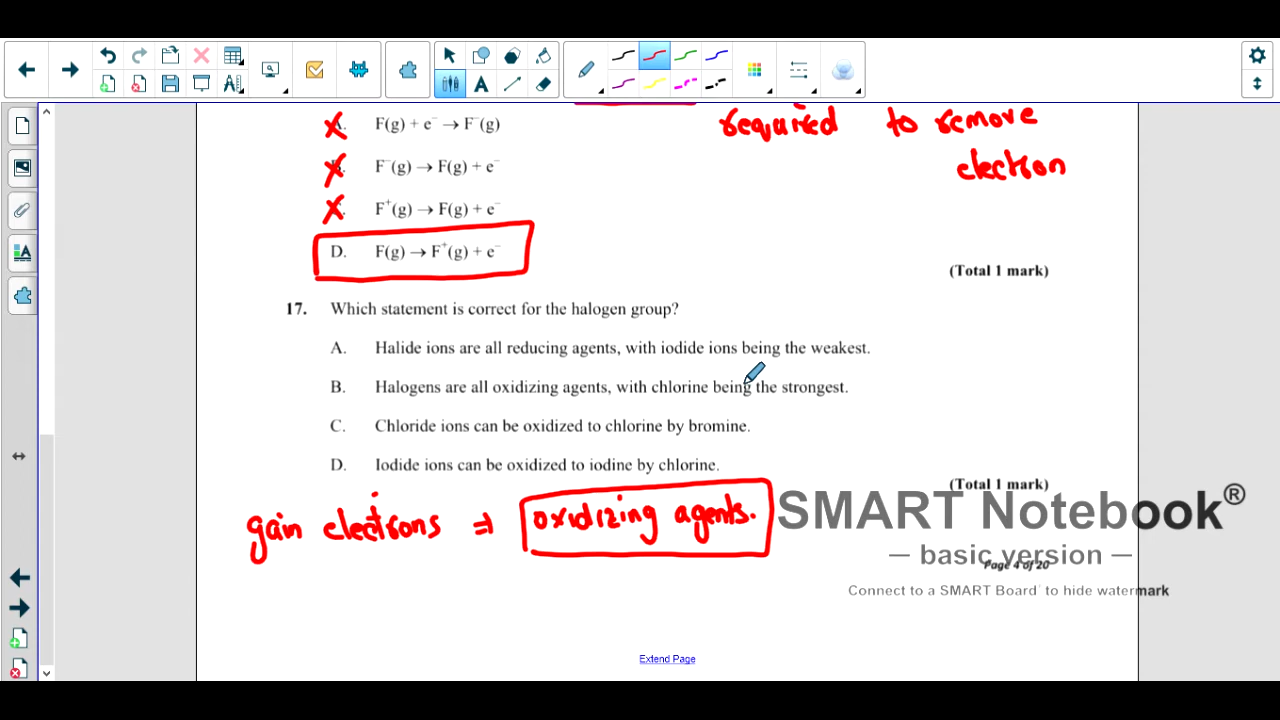 A. F(g) + e⁻ → F⁻(g)
required to remove
F⁻(g) → F(g) + e⁻
electron
F⁺(g) → F(g) + e⁻
D. F(g) → F⁺(g) + e⁻
(Total 1 mark)
17. Which statement is correct for the halogen group?
A. Halide ions are all reducing agents, with iodide ions being the weakest.
B. Halogens are all oxidizing agents, with chlorine being the strongest.
C. Chloride ions can be oxidized to chlorine by bromine.
D. Iodide ions can be oxidized to iodine by chlorine.
(Total 1 mark)
gain electrons ⇒ oxidizing agents.
SMART Notebook®
— basic version —
Page 4 of 20
Connect to a SMART Board* to hide watermark
Extend Page